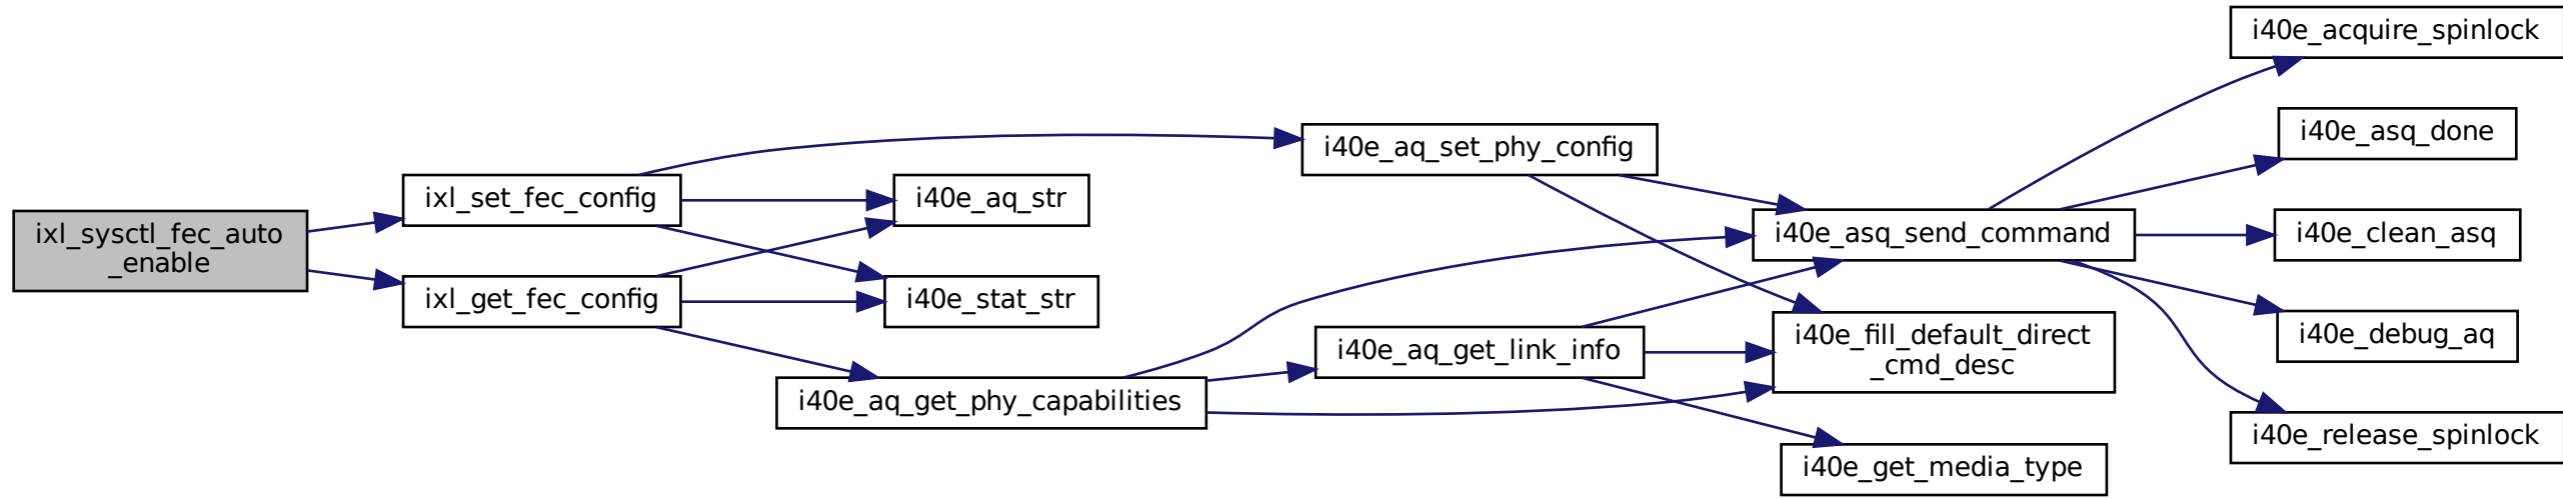 ixl_sysctl_fec_auto
_enable
ixl_set_fec_config
ixl_get_fec_config
i40e_aq_str
i40e_stat_str
i40e_aq_get_phy_capabilities
i40e_aq_set_phy_config
i40e_aq_get_link_info
i40e_asq_send_command
i40e_fill_default_direct
_cmd_desc
i40e_get_media_type
i40e_acquire_spinlock
i40e_asq_done
i40e_clean_asq
i40e_debug_aq
i40e_release_spinlock